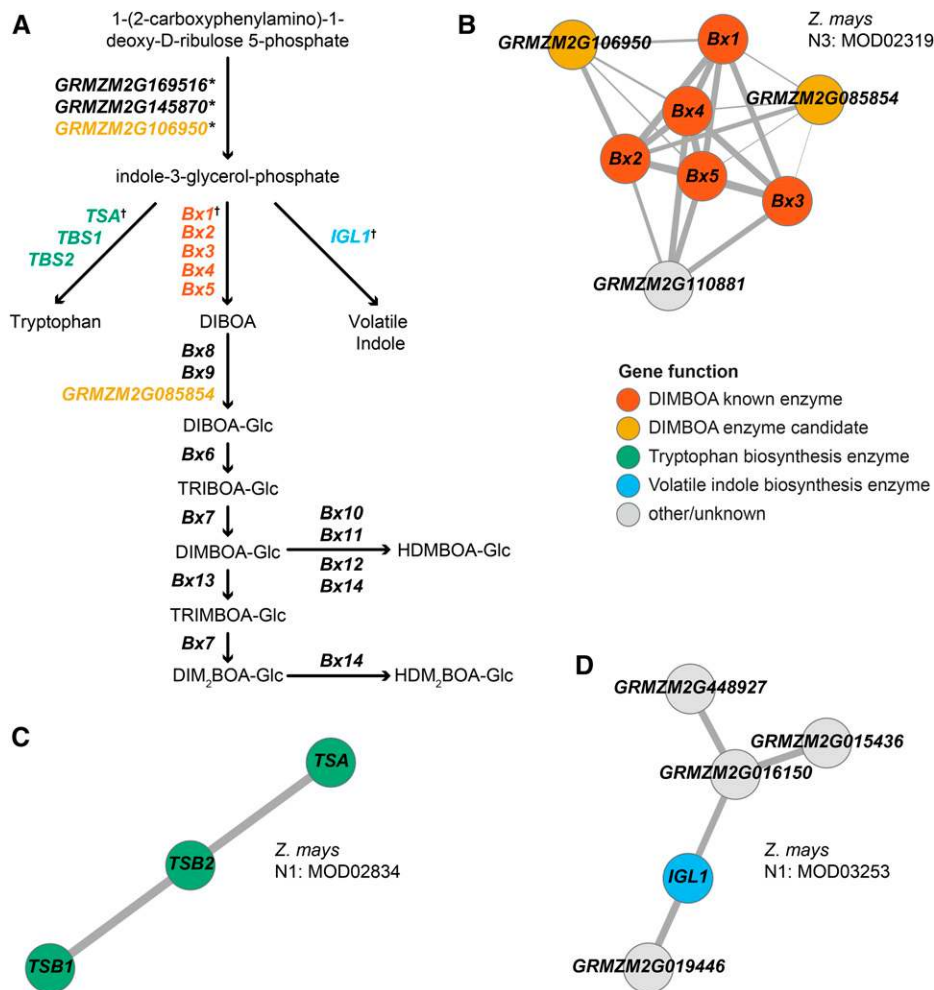 A
1-(2-carboxyphenylamino)-1-
deoxy-D-ribulose 5-phosphate
GRMZM2G169516*
GRMZM2G145870*
GRMZM2G106950*
indole-3-glycerol-phosphate
TSA†
TBS1
TBS2
Bx1†
Bx2
Bx3
Bx4
Bx5
IGL1†
Tryptophan
DIBOA
Volatile
Indole
Bx8
Bx9
GRMZM2G085854
DIBOA-Glc
Bx6
TRIBOA-Glc
Bx7
Bx10
Bx11
DIMBOA-Glc
HDMBOA-Glc
Bx12
Bx14
Bx13
TRIMBOA-Glc
Bx7
Bx14
DIM2BOA-Glc
HDM2BOA-Glc
B
Z. mays
N3: MOD02319
GRMZM2G106950
Bx1
GRMZM2G085854
Bx4
Bx2
Bx5
Bx3
GRMZM2G110881
Gene function
DIMBOA known enzyme
DIMBOA enzyme candidate
Tryptophan biosynthesis enzyme
Volatile indole biosynthesis enzyme
other/unknown
C
TSA
TSB2
TSB1
Z. mays
N1: MOD02834
D
GRMZM2G448927
GRMZM2G015436
GRMZM2G016150
IGL1
GRMZM2G019446
Z. mays
N1: MOD03253